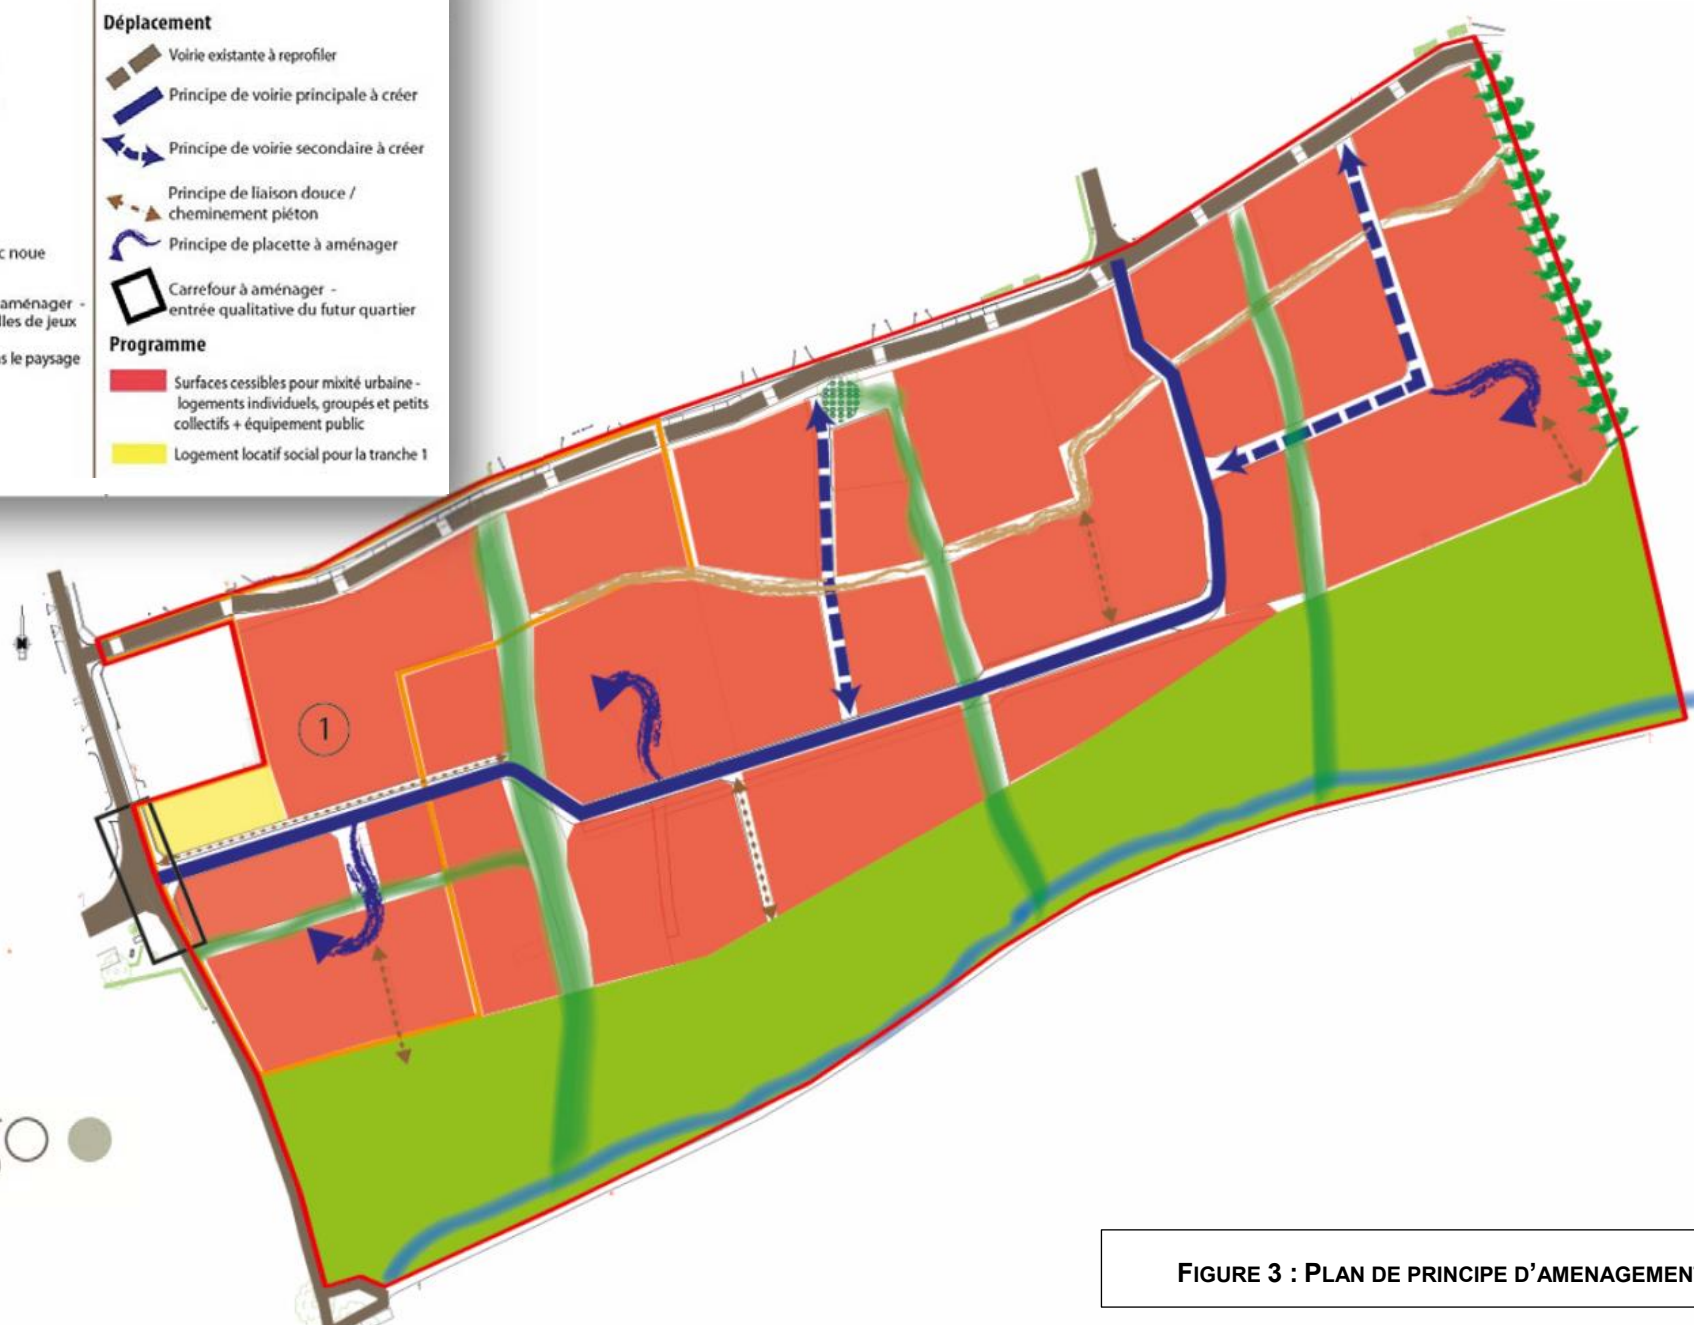 Déplacement
Voirie existante à reprofiler
Principe de voirie principale à créer
Principe de voirie secondaire à créer
Principe de liaison douce /
cheminement piéton
Principe de placette à aménager
Carrefour à aménager -
entrée qualitative du futur quartier
Programme
Surfaces cessibles pour mixité urbaine -
logements individuels, groupés et petits
collectifs + équipement public
Logement locatif social pour la tranche 1
noue
aménager -
de jeux
le paysage
N
1
FIGURE 3 : PLAN DE PRINCIPE D'AMENAGEMENT